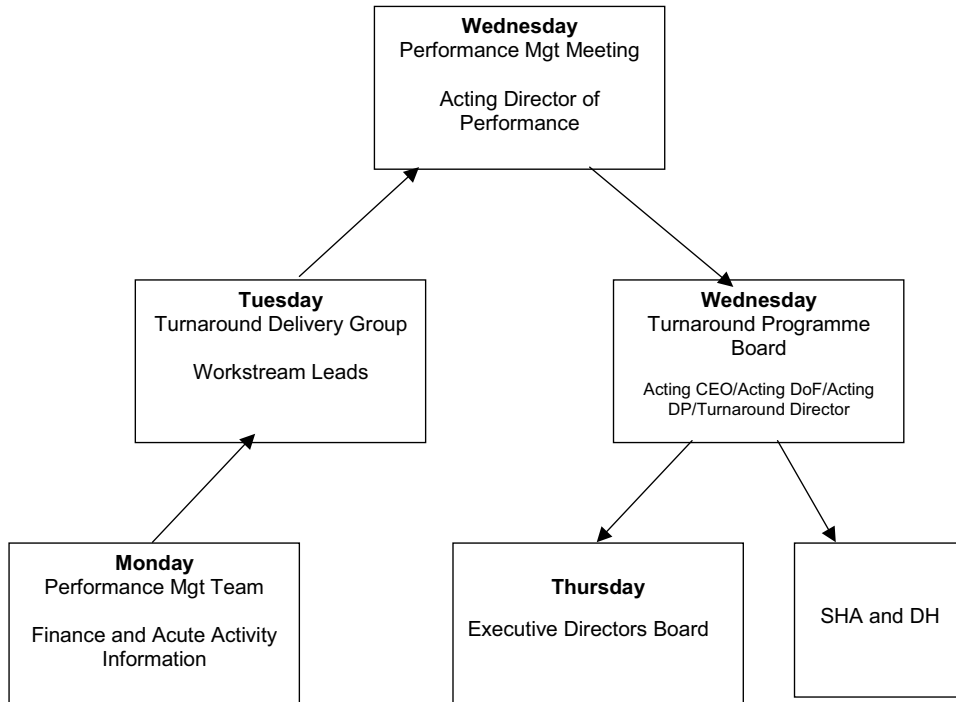 Wednesday
Performance Mgt Meeting
Acting Director of
Performance
Tuesday
Turnaround Delivery Group
Workstream Leads
Wednesday
Turnaround Programme
Board
Acting CEO/Acting DoF/Acting
DP/Turnaround Director
Monday
Performance Mgt Team
Finance and Acute Activity
Information
Thursday
Executive Directors Board
SHA and DH